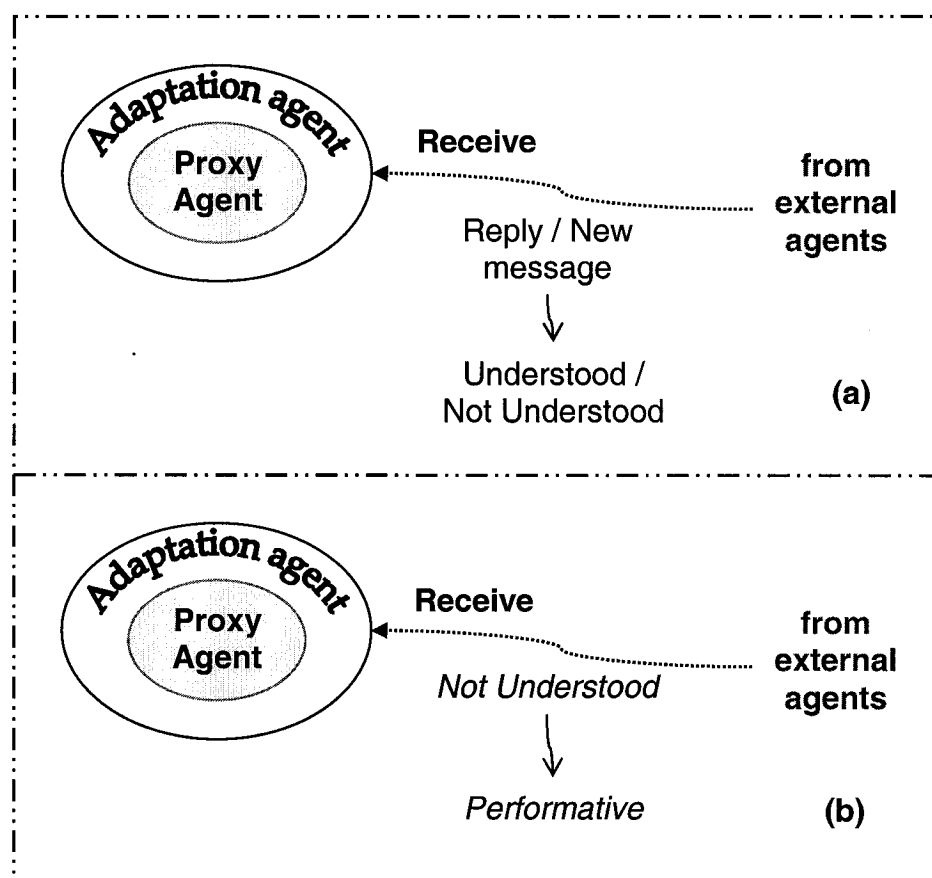 Adaptation agent
Proxy
Agent
Receive
from
external
agents
Reply / New
message
Understood /
Not Understood
(a)
Adaptation agent
Proxy
Agent
Receive
from
external
agents
Not Understood
Performative
(b)